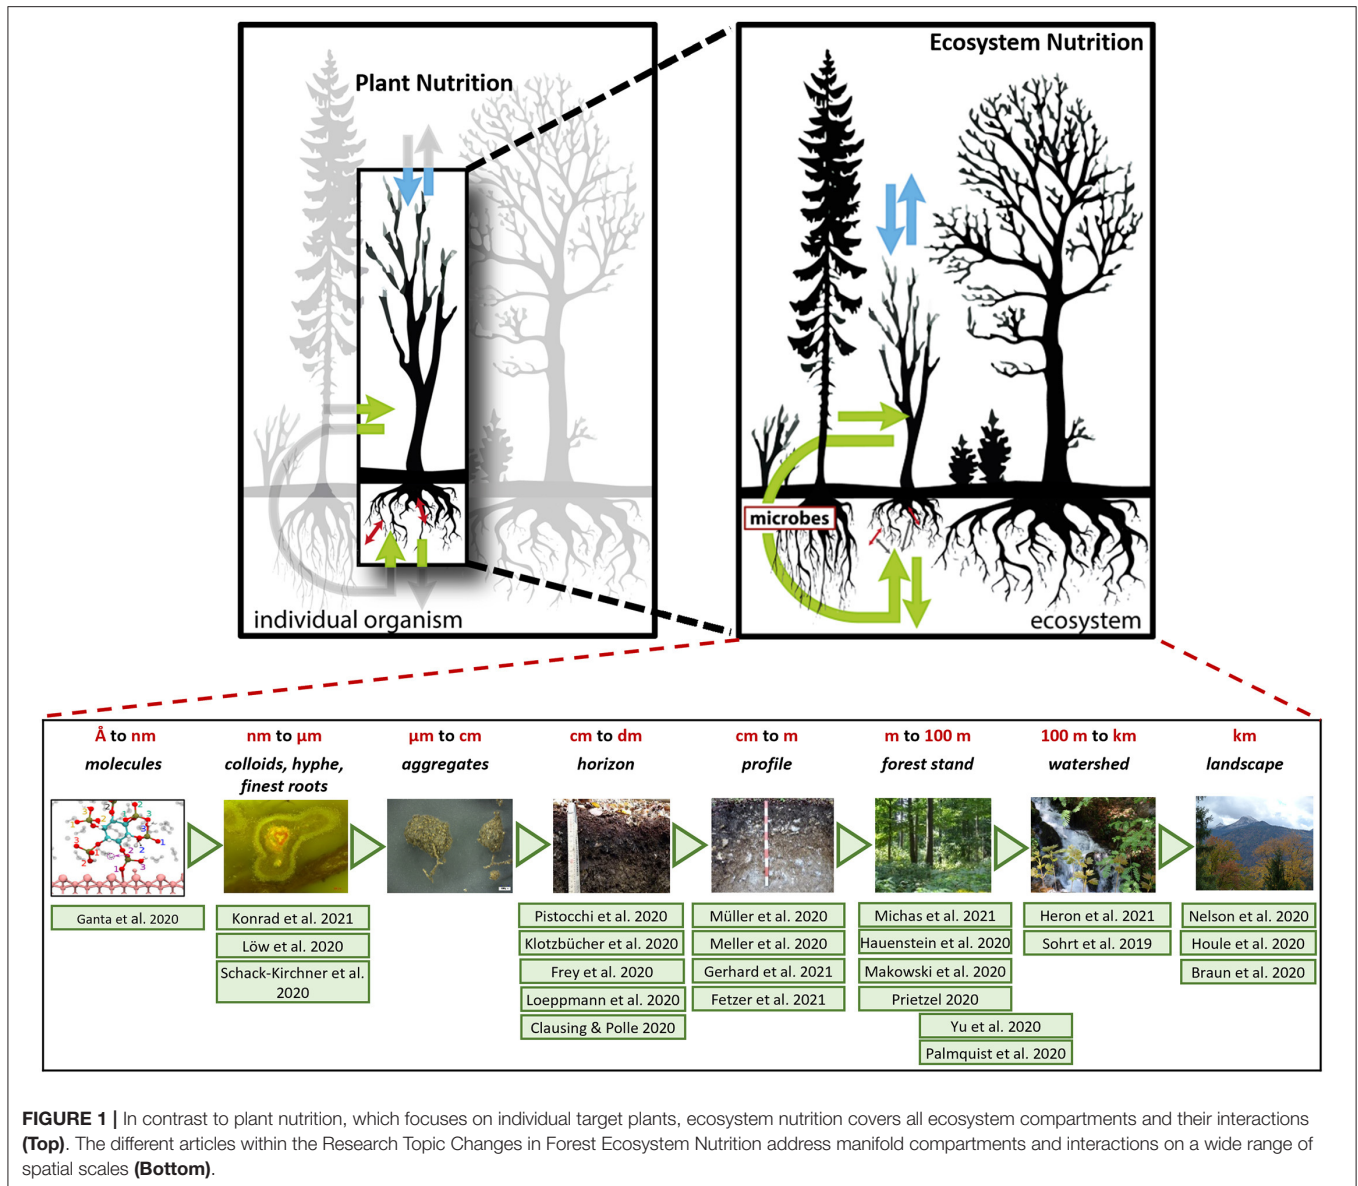 Plant Nutrition
individual organism
Ecosystem Nutrition
microbes
ecosystem
Å to nm
molecules
nm to µm
colloids, hyphe,
finest roots
µm to cm
aggregates
cm to dm
horizon
cm to m
profile
m to 100 m
forest stand
100 m to km
watershed
km
landscape
Ganta et al. 2020
Konrad et al. 2021
Löw et al. 2020
Schack-Kirchner et al.
2020
Pistocchi et al. 2020
Klotzbücher et al. 2020
Frey et al. 2020
Loeppmann et al. 2020
Clausing & Polle 2020
Müller et al. 2020
Meller et al. 2020
Gerhard et al. 2021
Fetzer et al. 2021
Michas et al. 2021
Hauenstein et al. 2020
Makowski et al. 2020
Prietzel 2020
Yu et al. 2020
Palmquist et al. 2020
Heron et al. 2021
Sohrt et al. 2019
Nelson et al. 2020
Houle et al. 2020
Braun et al. 2020
FIGURE 1 | In contrast to plant nutrition, which focuses on individual target plants, ecosystem nutrition covers all ecosystem compartments and their interactions
(Top). The different articles within the Research Topic Changes in Forest Ecosystem Nutrition address manifold compartments and interactions on a wide range of
spatial scales (Bottom).